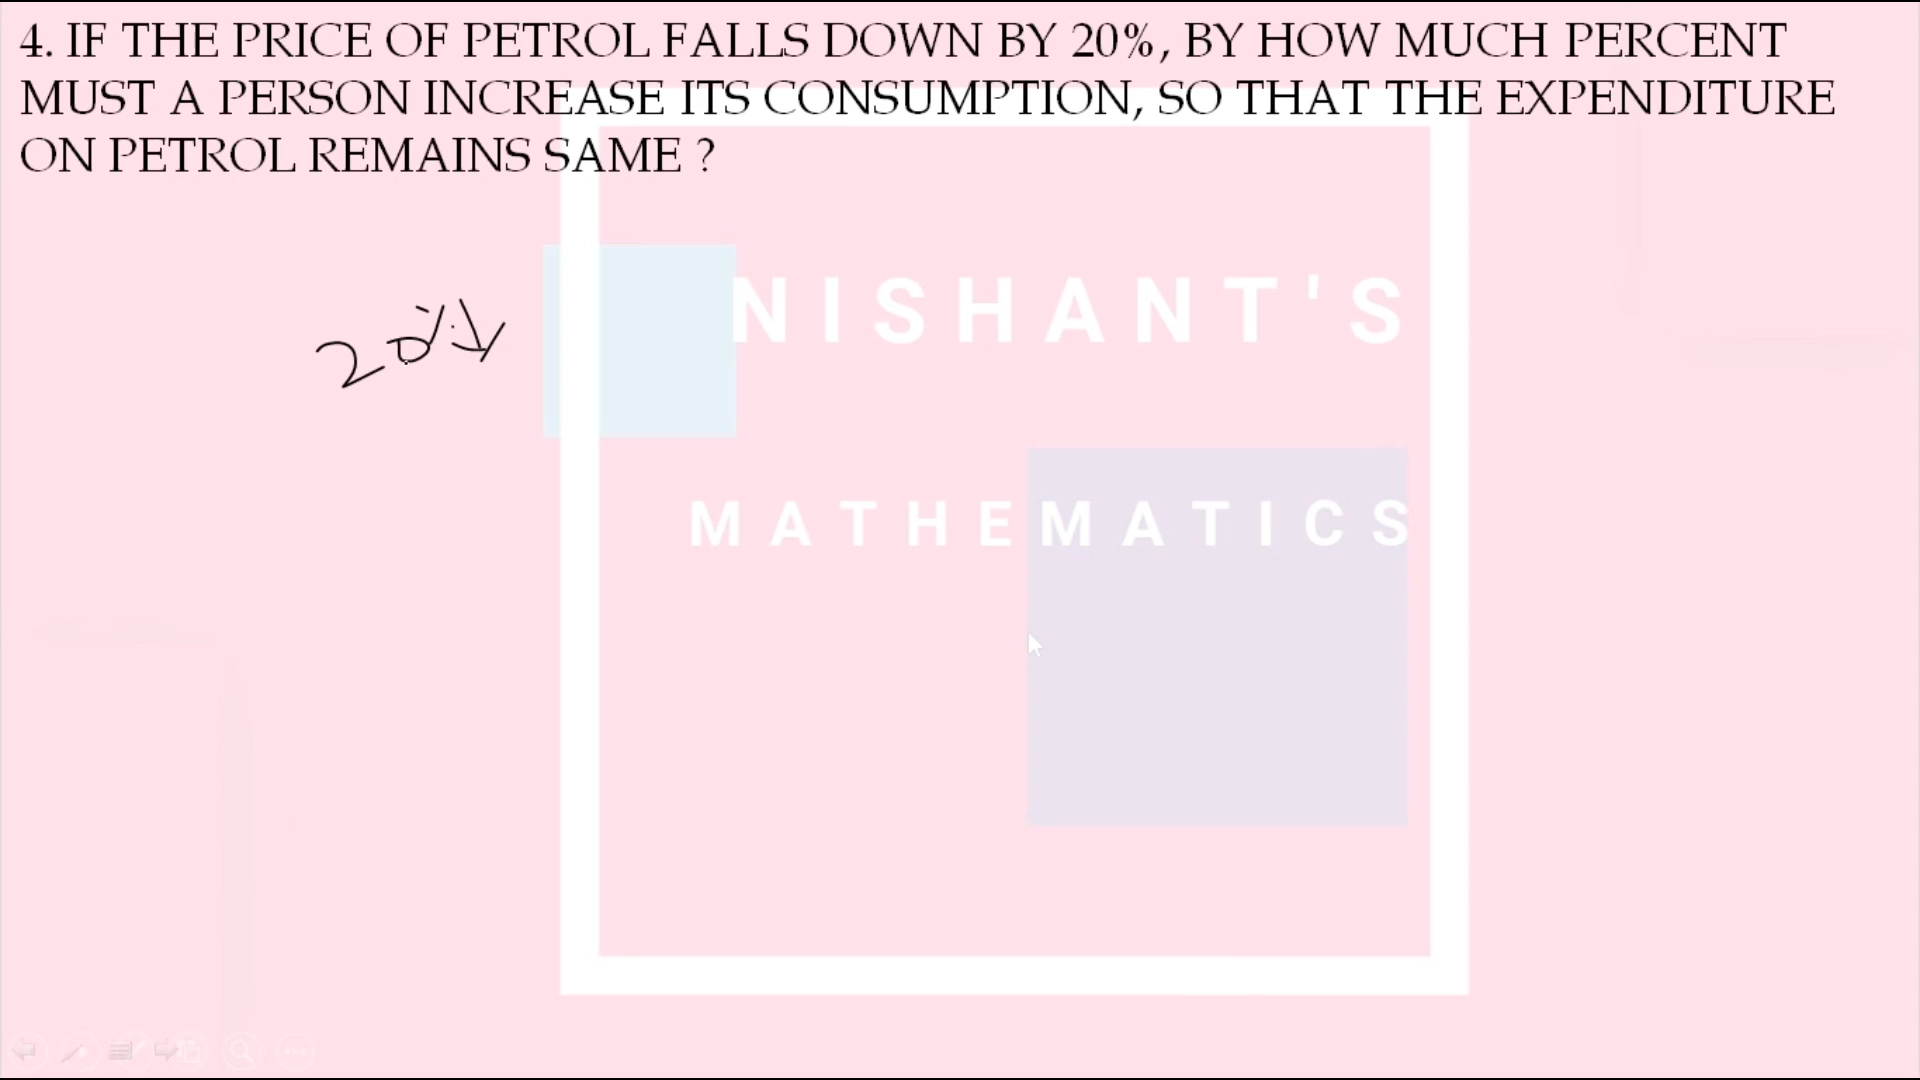 4. IF THE PRICE OF PETROL FALLS DOWN BY 20%, BY HOW MUCH PERCENT
MUST A PERSON INCREASE ITS CONSUMPTION, SO THAT THE EXPENDITURE
ON PETROL REMAINS SAME ?
20%↓
NISHANT'S
MATHEMATICS